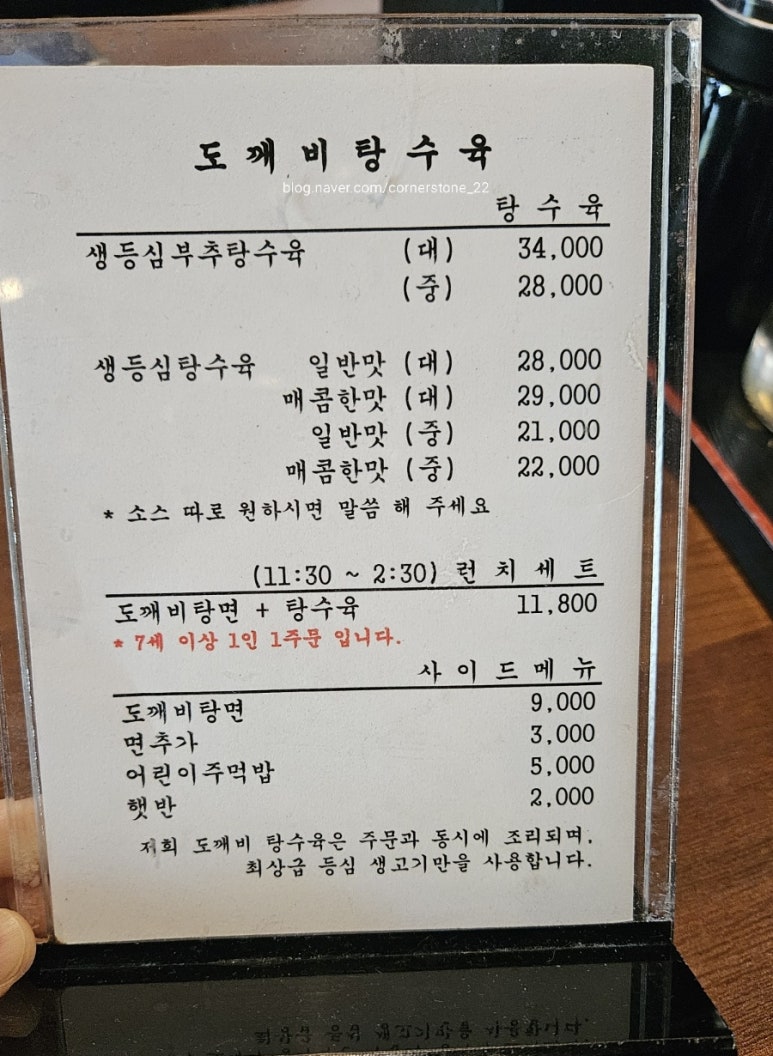 도깨비탕수육
blog.naver.com/cornerstone_22
탕수육
생등심부추탕수육 (대) 34,000
(중) 28,000
생등심탕수육 일반맛 (대) 28,000
매콤한맛 (대) 29,000
일반맛 (중) 21,000
매콤한맛 (중) 22,000
* 소스 따로 원하시면 말씀 해 주세요
(11:30 ~ 2:30) 런치세트
도깨비탕면 + 탕수육 11,800
* 7세 이상 1인 1주문 입니다.
사이드메뉴
도깨비탕면 9,000
면추가 3,000
어린이주먹밥 5,000
햇반 2,000
저희 도깨비 탕수육은 주문과 동시에 조리되며,
최상급 등심 생고기만을 사용합니다.